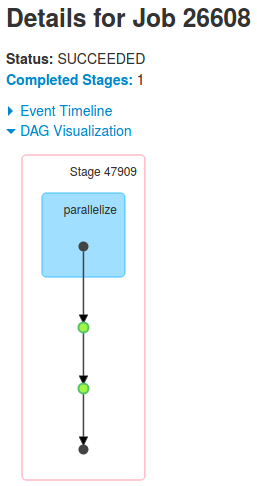 Details for Job 26608
Status: SUCCEEDED
Completed Stages: 1
Event Timeline
DAG Visualization
Stage 47909
parallelize